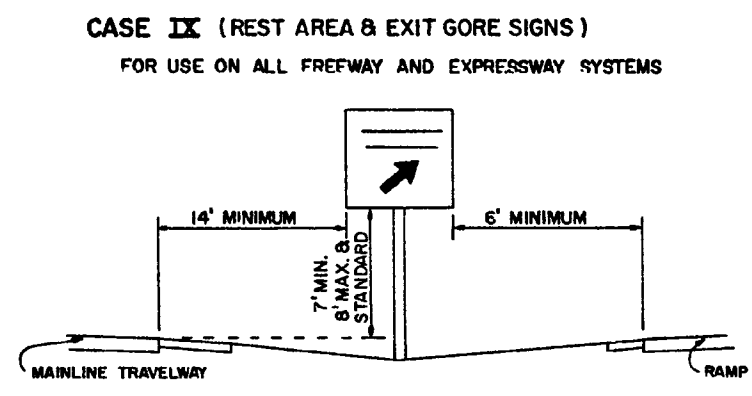 CASE IX (REST AREA & EXIT GORE SIGNS)
FOR USE ON ALL FREEWAY AND EXPRESSWAY SYSTEMS
14' MINIMUM
6' MINIMUM
7' MIN.
8' MAX. &
STANDARD
MAINLINE TRAVELWAY
RAMP